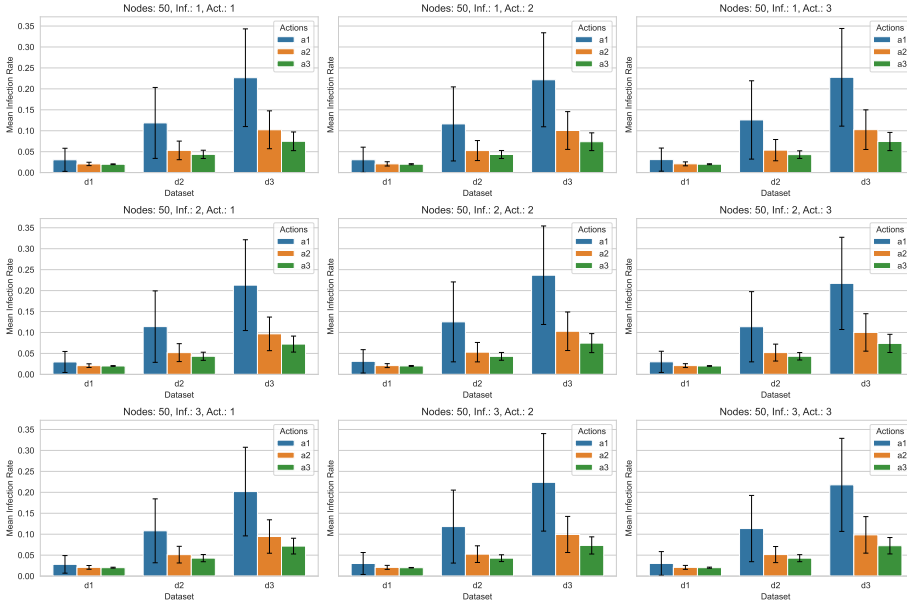 Nodes: 50, Inf.: 1, Act.: 1
Mean Infection Rate
0.35
0.30
0.25
0.20
0.15
0.10
0.05
0.00
Actions
a1
a2
a3
d1 d2 d3
Dataset
Nodes: 50, Inf.: 1, Act.: 2
Mean Infection Rate
Actions
a1
a2
a3
d1 d2 d3
Dataset
Nodes: 50, Inf.: 1, Act.: 3
Mean Infection Rate
Actions
a1
a2
a3
d1 d2 d3
Dataset
Nodes: 50, Inf.: 2, Act.: 1
Mean Infection Rate
0.35
0.30
0.25
0.20
0.15
0.10
0.05
0.00
Actions
a1
a2
a3
d1 d2 d3
Dataset
Nodes: 50, Inf.: 2, Act.: 2
Mean Infection Rate
Actions
a1
a2
a3
d1 d2 d3
Dataset
Nodes: 50, Inf.: 2, Act.: 3
Mean Infection Rate
Actions
a1
a2
a3
d1 d2 d3
Dataset
Nodes: 50, Inf.: 3, Act.: 1
Mean Infection Rate
0.35
0.30
0.25
0.20
0.15
0.10
0.05
0.00
Actions
a1
a2
a3
d1 d2 d3
Dataset
Nodes: 50, Inf.: 3, Act.: 2
Mean Infection Rate
Actions
a1
a2
a3
d1 d2 d3
Dataset
Nodes: 50, Inf.: 3, Act.: 3
Mean Infection Rate
Actions
a1
a2
a3
d1 d2 d3
Dataset